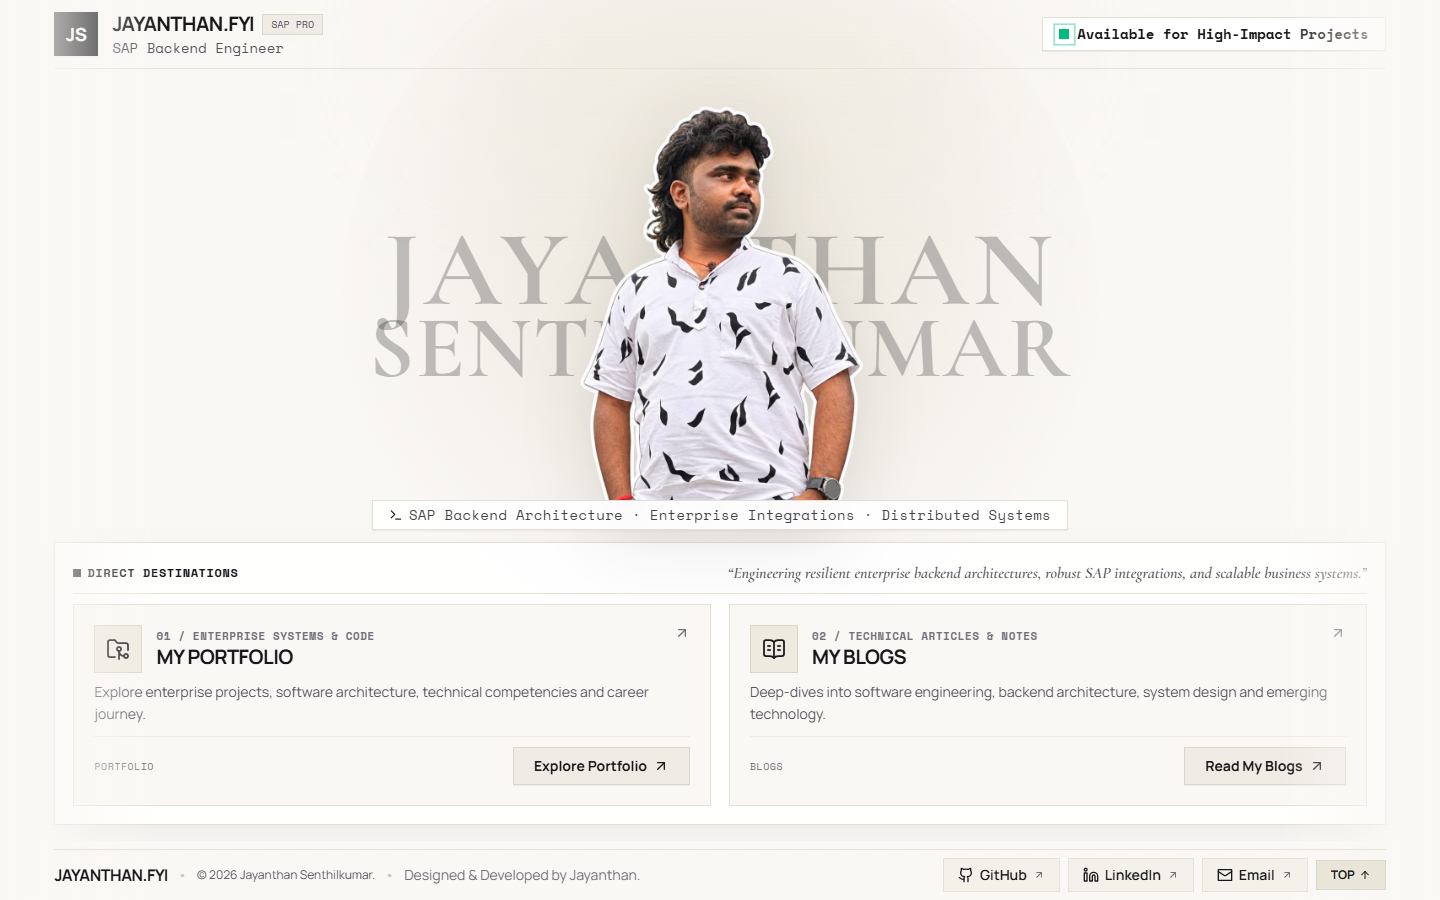 JS
JAYANTHAN.FYI SAP PRO
SAP Backend Engineer
Available for High-Impact Projects
JAYA THAN
SENT UMAR
SAP Backend Architecture · Enterprise Integrations · Distributed Systems
DIRECT DESTINATIONS
“Engineering resilient enterprise backend architectures, robust SAP integrations, and scalable business systems.”
01 / ENTERPRISE SYSTEMS & CODE
MY PORTFOLIO
Explore enterprise projects, software architecture, technical competencies and career
journey.
PORTFOLIO
Explore Portfolio
02 / TECHNICAL ARTICLES & NOTES
MY BLOGS
Deep-dives into software engineering, backend architecture, system design and emerging
technology.
BLOGS
Read My Blogs
JAYANTHAN.FYI • © 2026 Jayanthan Senthilkumar. • Designed & Developed by Jayanthan.
GitHub
LinkedIn
Email
TOP ↑